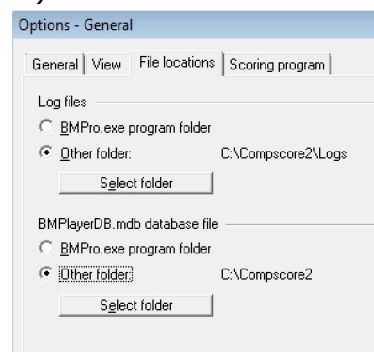 Options - General
General View File locations Scoring program
Log files
BMPro.exe program folder
Other folder: C:\Compscore2\Logs
Select folder
BMPlayerDB.mdb database file
BMPro.exe program folder
Other folder: C:\Compscore2
Select folder